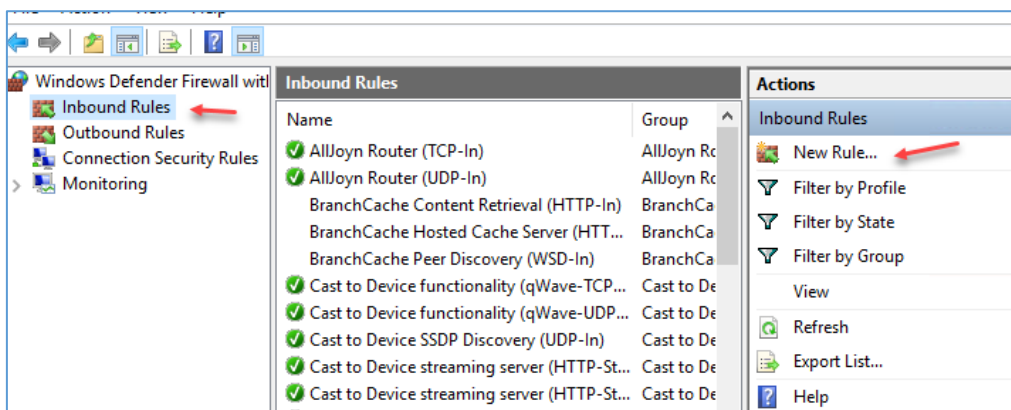 Windows Defender Firewall witl
Inbound Rules
Outbound Rules
Connection Security Rules
Monitoring
Inbound Rules
Name Group
AllJoyn Router (TCP-In) AllJoyn Rc
AllJoyn Router (UDP-In) AllJoyn Rc
BranchCache Content Retrieval (HTTP-In) BranchCa
BranchCache Hosted Cache Server (HTT... BranchCa
BranchCache Peer Discovery (WSD-In) BranchCa
Cast to Device functionality (qWave-TCP... Cast to De
Cast to Device functionality (qWave-UDP... Cast to De
Cast to Device SSDP Discovery (UDP-In) Cast to De
Cast to Device streaming server (HTTP-St... Cast to De
Cast to Device streaming server (HTTP-St... Cast to De
Actions
Inbound Rules
New Rule...
Filter by Profile
Filter by State
Filter by Group
View
Refresh
Export List...
Help